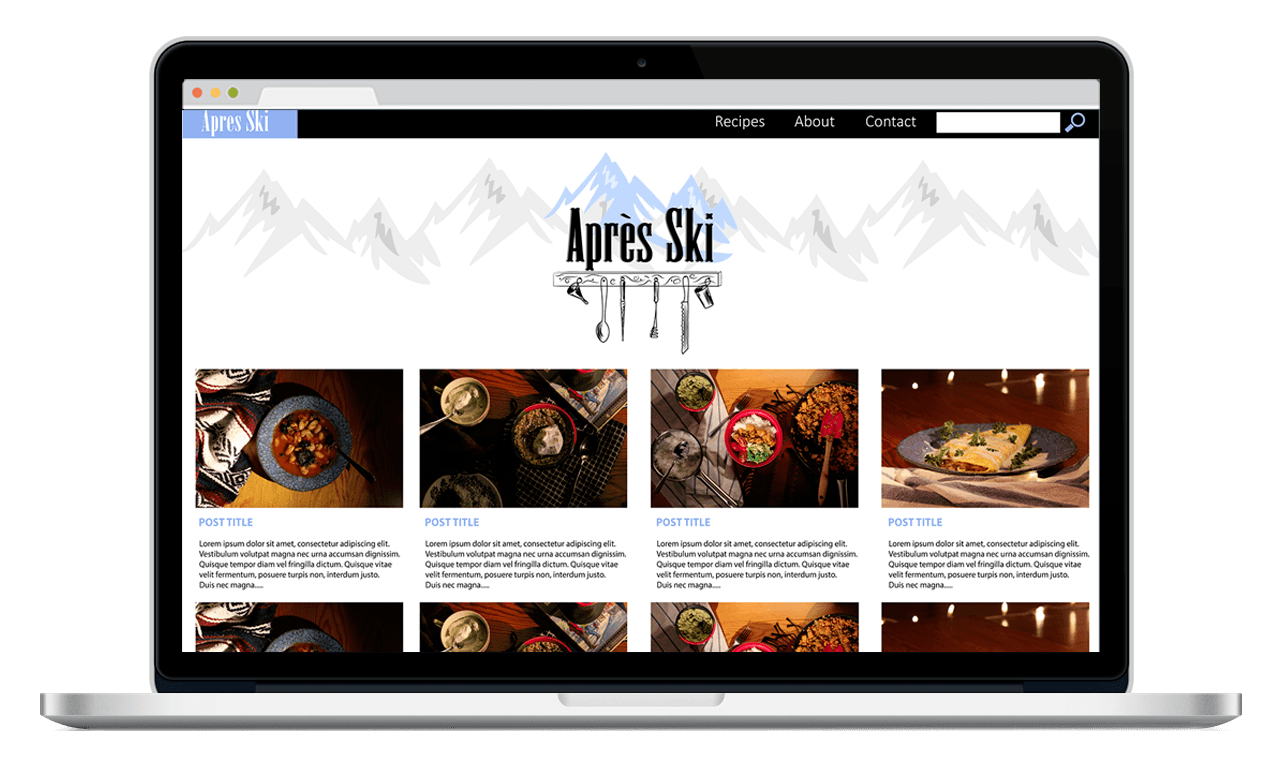 Apres Ski
Recipes About Contact
Après Ski
POST TITLE
Lorem ipsum dolor sit amet, consectetur adipiscing elit.
Vestibulum volutpat magna nec urna accumsan dignissim.
Quisque tempor diam vel fringilla dictum. Quisque vitae
velit fermentum, posuere turpis non, interdum justo.
Duis nec magna.....
POST TITLE
Lorem ipsum dolor sit amet, consectetur adipiscing elit.
Vestibulum volutpat magna nec urna accumsan dignissim.
Quisque tempor diam vel fringilla dictum. Quisque vitae
velit fermentum, posuere turpis non, interdum justo.
Duis nec magna.....
POST TITLE
Lorem ipsum dolor sit amet, consectetur adipiscing elit.
Vestibulum volutpat magna nec urna accumsan dignissim.
Quisque tempor diam vel fringilla dictum. Quisque vitae
velit fermentum, posuere turpis non, interdum justo.
Duis nec magna.....
POST TITLE
Lorem ipsum dolor sit amet, consectetur adipiscing elit.
Vestibulum volutpat magna nec urna accumsan dignissim.
Quisque tempor diam vel fringilla dictum. Quisque vitae
velit fermentum, posuere turpis non, interdum justo.
Duis nec magna.....